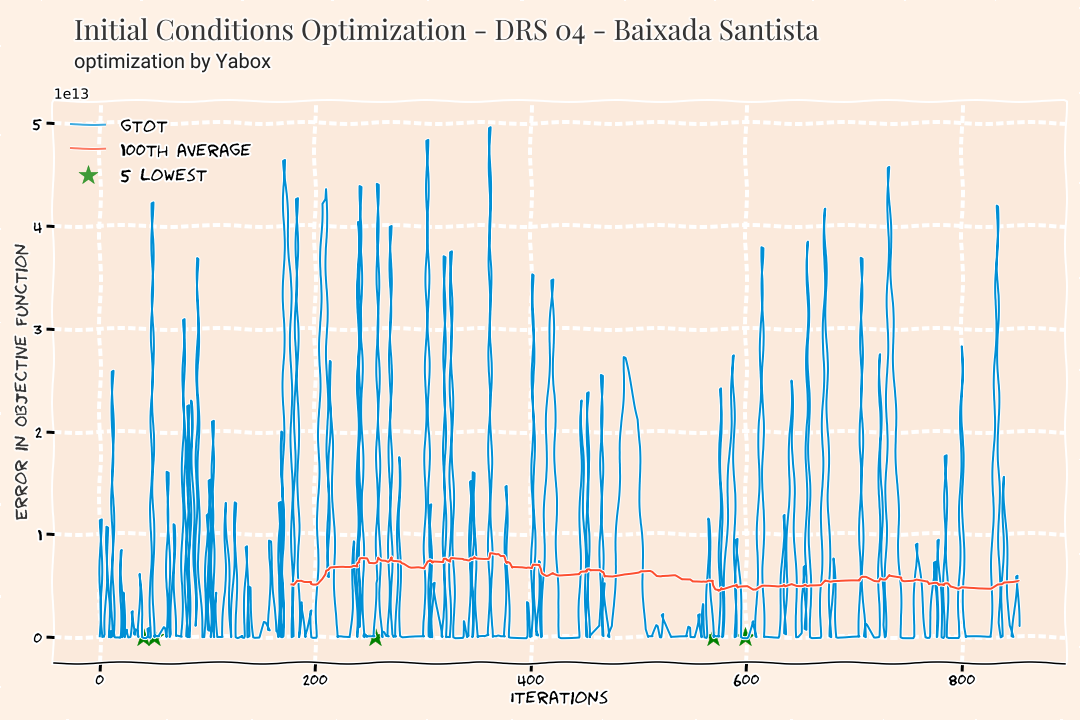 Initial Conditions Optimization - DRS 04 - Baixada Santista
optimization by Yabox
1e13
GTOT
100TH AVERAGE
5 LOWEST
5
4
3
2
1
0
ERROR IN OBJECTIVE FUNCTION
0 200 400 600 800
ITERATIONS